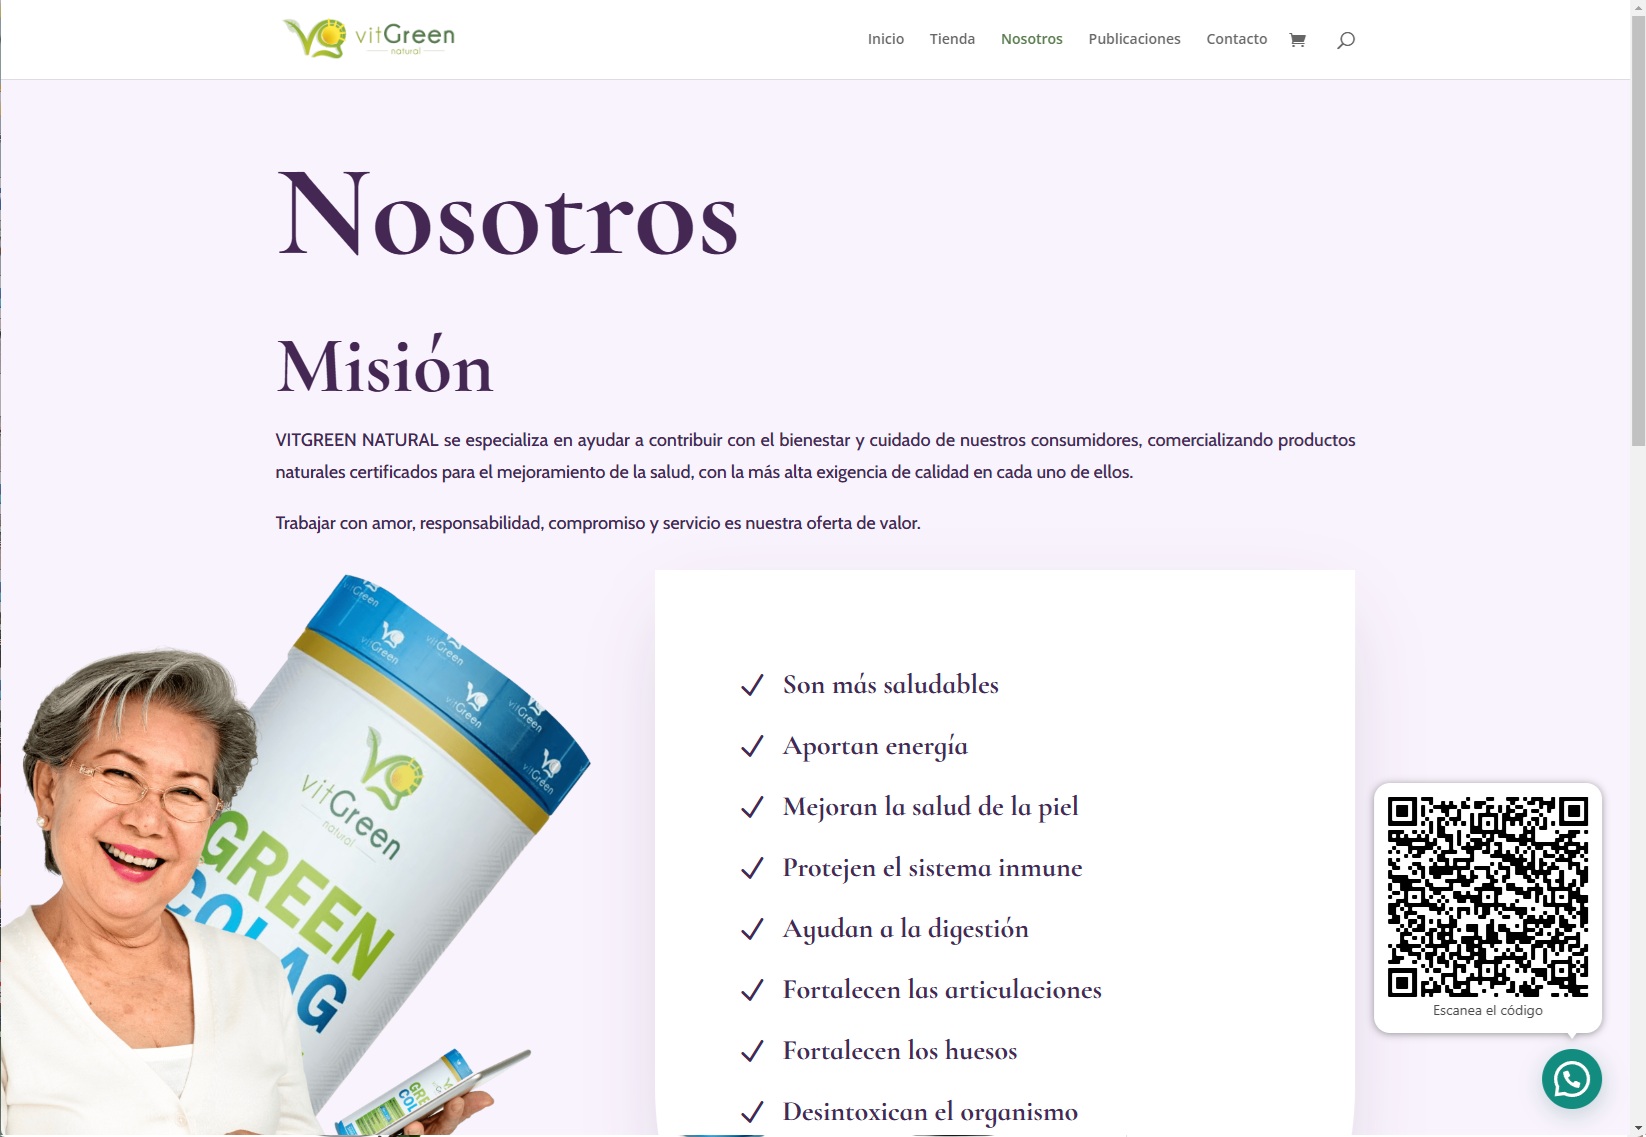 vitGreen
natural
Inicio Tienda Nosotros Publicaciones Contacto
Nosotros
Misión
VITGREEN NATURAL se especializa en ayudar a contribuir con el bienestar y cuidado de nuestros consumidores, comercializando productos
naturales certificados para el mejoramiento de la salud, con la más alta exigencia de calidad en cada uno de ellos.
Trabajar con amor, responsabilidad, compromiso y servicio es nuestra oferta de valor.
vitGreen
natural
GREEN
COLAG
Son más saludables
Aportan energía
Mejoran la salud de la piel
Protejen el sistema inmune
Ayudan a la digestión
Fortalecen las articulaciones
Fortalecen los huesos
Desintoxican el organismo
Escanea el código